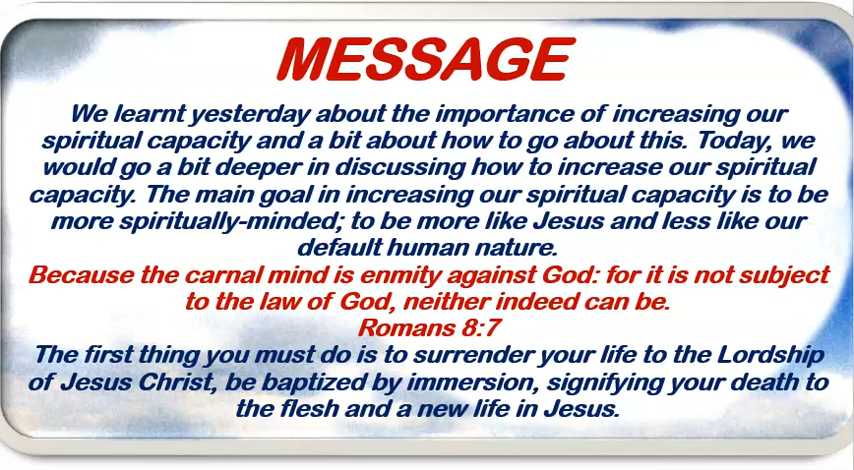 MESSAGE
We learnt yesterday about the importance of increasing our
spiritual capacity and a bit about how to go about this. Today, we
would go a bit deeper in discussing how to increase our spiritual
capacity. The main goal in increasing our spiritual capacity is to be
more spiritually-minded; to be more like Jesus and less like our
default human nature.
Because the carnal mind is enmity against God: for it is not subject
to the law of God, neither indeed can be.
Romans 8:7
The first thing you must do is to surrender your life to the Lordship
of Jesus Christ, be baptized by immersion, signifying your death to
the flesh and a new life in Jesus.